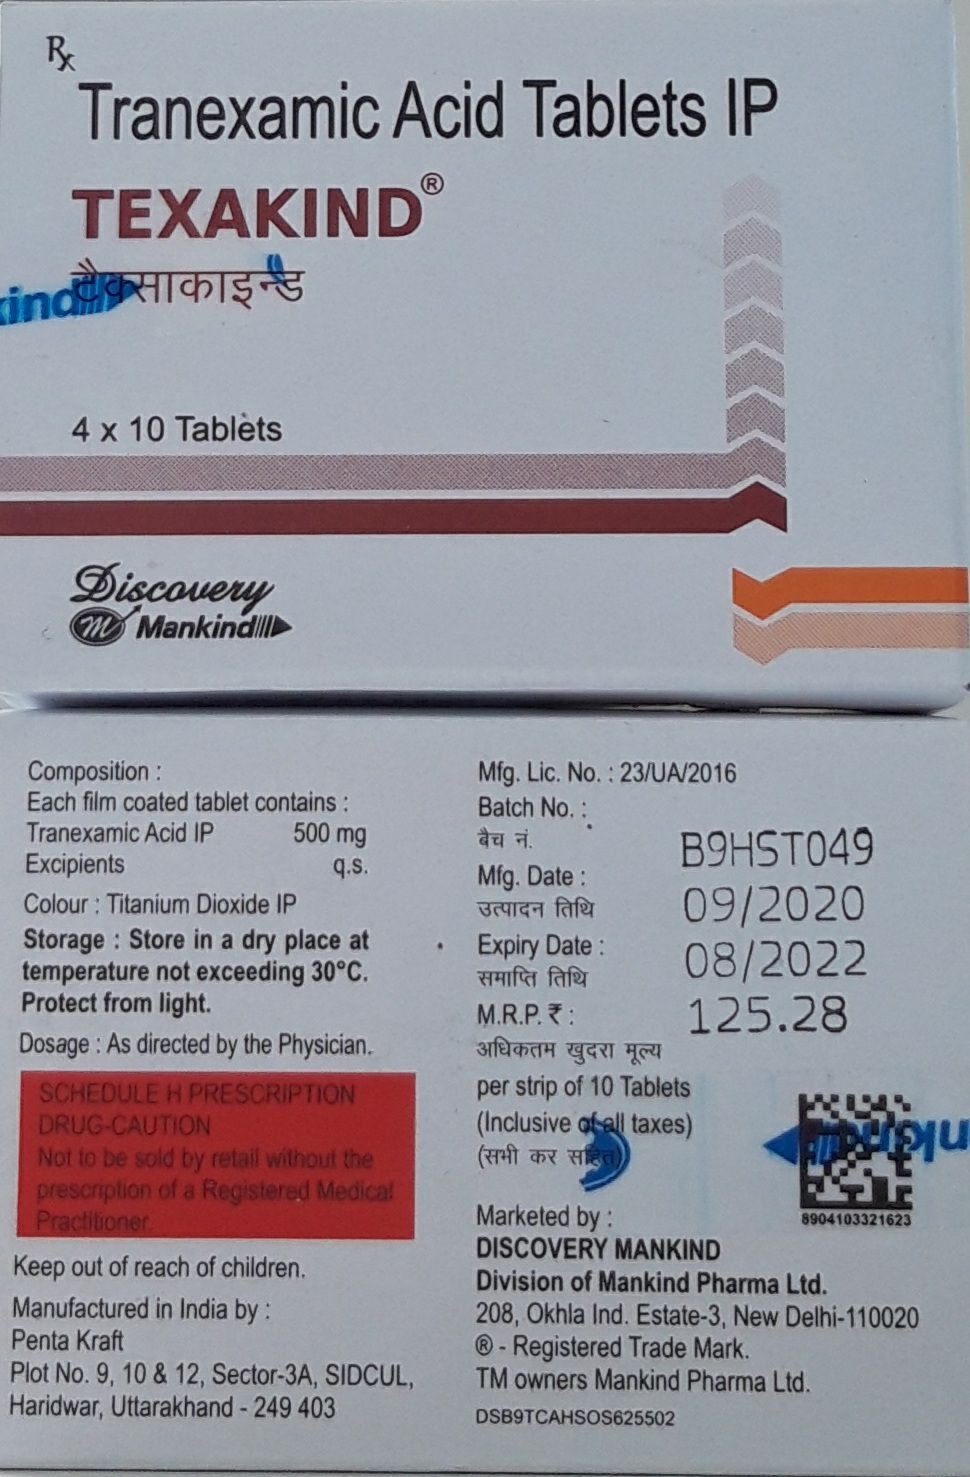 Rx
Tranexamic Acid Tablets IP
TEXAKIND®
टैक्साकाइन्ड
kind
4 x 10 Tablets
Discovery
M Mankind
Composition :
Each film coated tablet contains :
Tranexamic Acid IP 500 mg
Excipients q.s.
Colour : Titanium Dioxide IP
Storage : Store in a dry place at
temperature not exceeding 30°C.
Protect from light.
Dosage : As directed by the Physician.
SCHEDULE H PRESCRIPTION
DRUG-CAUTION
Not to be sold by retail without the
prescription of a Registered Medical
Practitioner.
Keep out of reach of children.
Manufactured in India by :
Penta Kraft
Plot No. 9, 10 & 12, Sector-3A, SIDCUL,
Haridwar, Uttarakhand - 249 403
Mfg. Lic. No. : 23/UA/2016
Batch No. :
बैच नं. B9HST049
Mfg. Date : 09/2020
उत्पादन तिथि
Expiry Date : 08/2022
समाप्ति तिथि
M.R.P. ₹ : 125.28
अधिकतम खुदरा मूल्य
per strip of 10 Tablets
(Inclusive of all taxes)
(सभी कर सहित)
8904103321623
Marketed by :
DISCOVERY MANKIND
Division of Mankind Pharma Ltd.
208, Okhla Ind. Estate-3, New Delhi-110020
® - Registered Trade Mark.
TM owners Mankind Pharma Ltd.
DSB9TCAHSOS625502